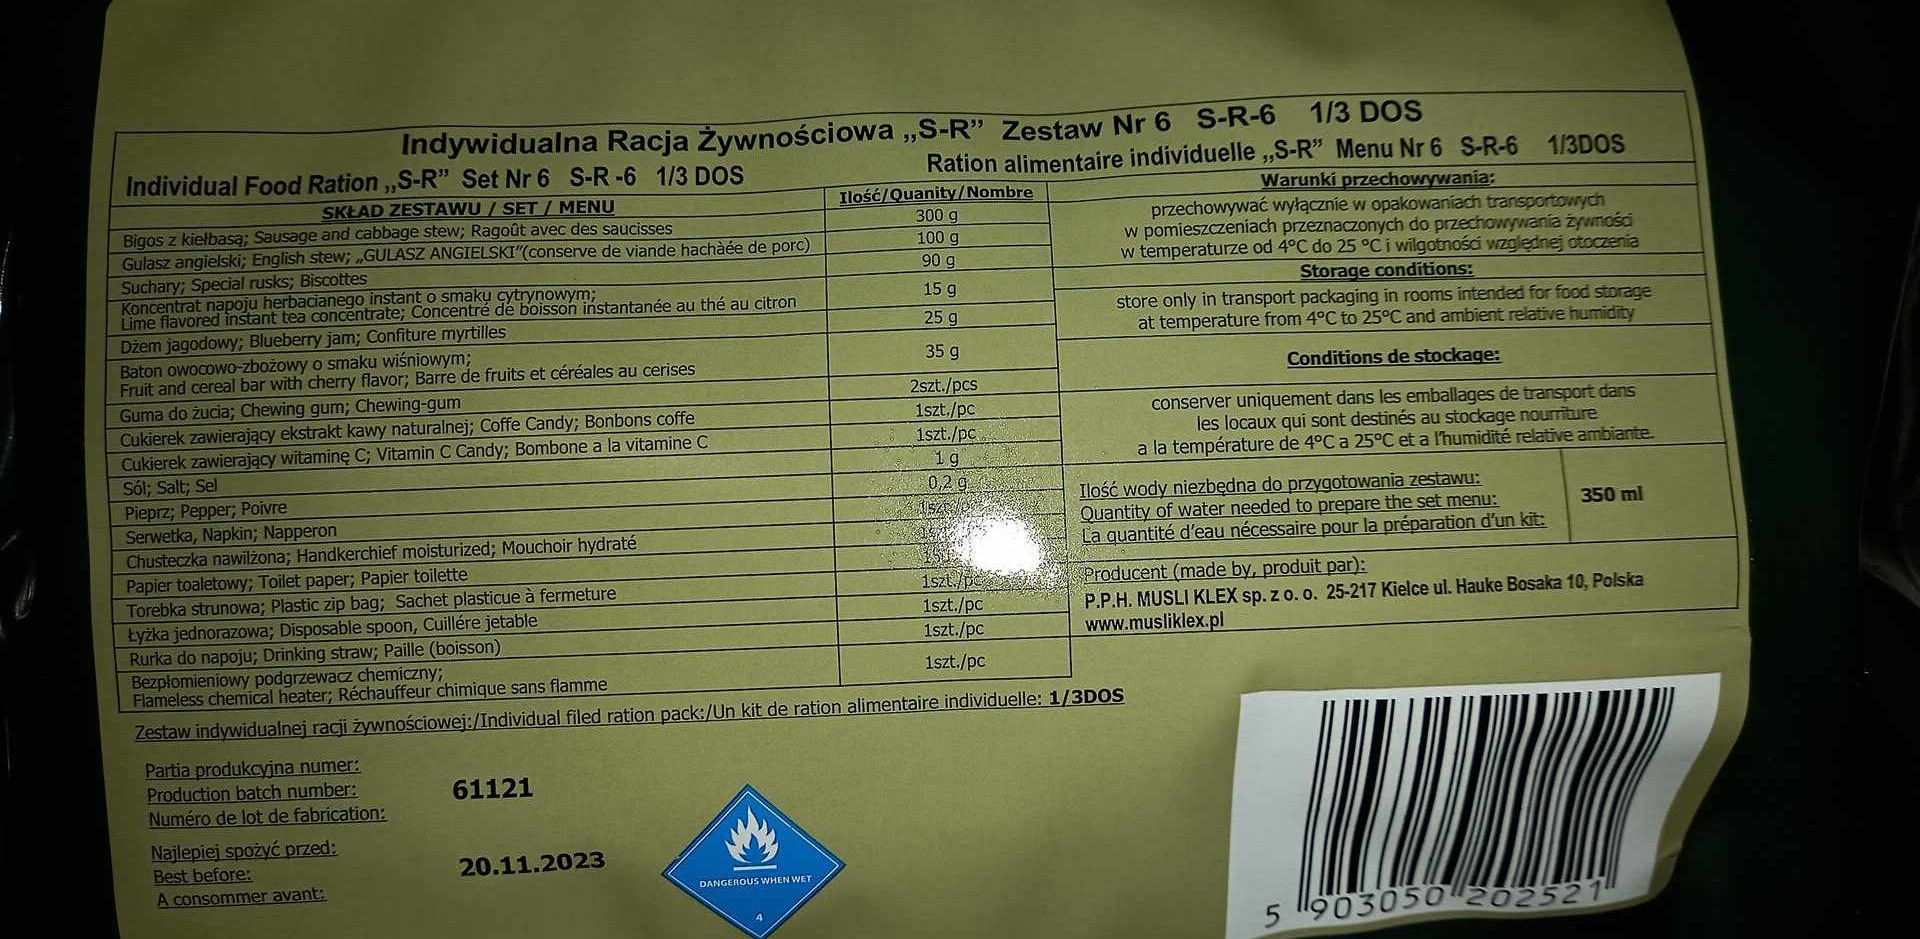 Indywidualna Racja Żywnościowa „S-R” Zestaw Nr 6 S-R-6 1/3 DOS
Individual Food Ration „S-R” Set Nr 6 S-R -6 1/3 DOS
Ration alimentaire individuelle „S-R” Menu Nr 6 S-R-6 1/3DOS
SKŁAD ZESTAWU / SET / MENU
Ilość/Quanity/Nombre
Bigos z kiełbasą; Sausage and cabbage stew; Ragoût avec des saucisses
300 g
Gulasz angielski; English stew; „GULASZ ANGIELSKI”(conserve de viande hachàée de porc)
100 g
Suchary; Special rusks; Biscottes
90 g
Koncentrat napoju herbacianego instant o smaku cytrynowym;
Lime flavored instant tea concentrate; Concentré de boisson instantanée au thé au citron
15 g
Dżem jagodowy; Blueberry jam; Confiture myrtilles
25 g
Baton owocowo-zbożowy o smaku wiśniowym;
Fruit and cereal bar with cherry flavor; Barre de fruits et céréales au cerises
35 g
Guma do żucia; Chewing gum; Chewing-gum
2szt./pcs
Cukierek zawierający ekstrakt kawy naturalnej; Coffe Candy; Bonbons coffe
1szt./pc
Cukierek zawierający witaminę C; Vitamin C Candy; Bombone a la vitamine C
1szt./pc
Sól; Salt; Sel
1 g
Pieprz; Pepper; Poivre
0,2 g
Serwetka, Napkin; Napperon
Chusteczka nawilżona; Handkerchief moisturized; Mouchoir hydraté
Papier toaletowy; Toilet paper; Papier toilette
Torebka strunowa; Plastic zip bag; Sachet plasticue à fermeture
1szt./pc
Łyżka jednorazowa; Disposable spoon, Cuillére jetable
1szt./pc
Rurka do napoju; Drinking straw; Paille (boisson)
1szt./pc
Bezpłomieniowy podgrzewacz chemiczny;
Flameless chemical heater; Réchauffeur chimique sans flamme
1szt./pc
Warunki przechowywania:
przechowywać wyłącznie w opakowaniach transportowych
w pomieszczeniach przeznaczonych do przechowywania żywności
w temperaturze od 4°C do 25 °C i wilgotności względnej otoczenia
Storage conditions:
store only in transport packaging in rooms intended for food storage
at temperature from 4°C to 25°C and ambient relative humidity
Conditions de stockage:
conserver uniquement dans les emballages de transport dans
les locaux qui sont destinés au stockage nourriture
a la température de 4°C a 25°C et a l’humidité relative ambiante.
Ilość wody niezbędna do przygotowania zestawu:
Quantity of water needed to prepare the set menu:
La quantité d’eau nécessaire pour la préparation d’un kit:
350 ml
Producent (made by, produit par):
P.P.H. MUSLI KLEX sp. z o. o. 25-217 Kielce ul. Hauke Bosaka 10, Polska
www.musliklex.pl
Zestaw indywidualnej racji żywnościowej:/Individual filed ration pack:/Un kit de ration alimentaire individuelle: 1/3DOS
Partia produkcyjna numer:
Production batch number:
Numéro de lot de fabrication:
61121
Najlepiej spożyć przed:
Best before:
A consommer avant:
20.11.2023
DANGEROUS WHEN WET
4
5 903050 202521